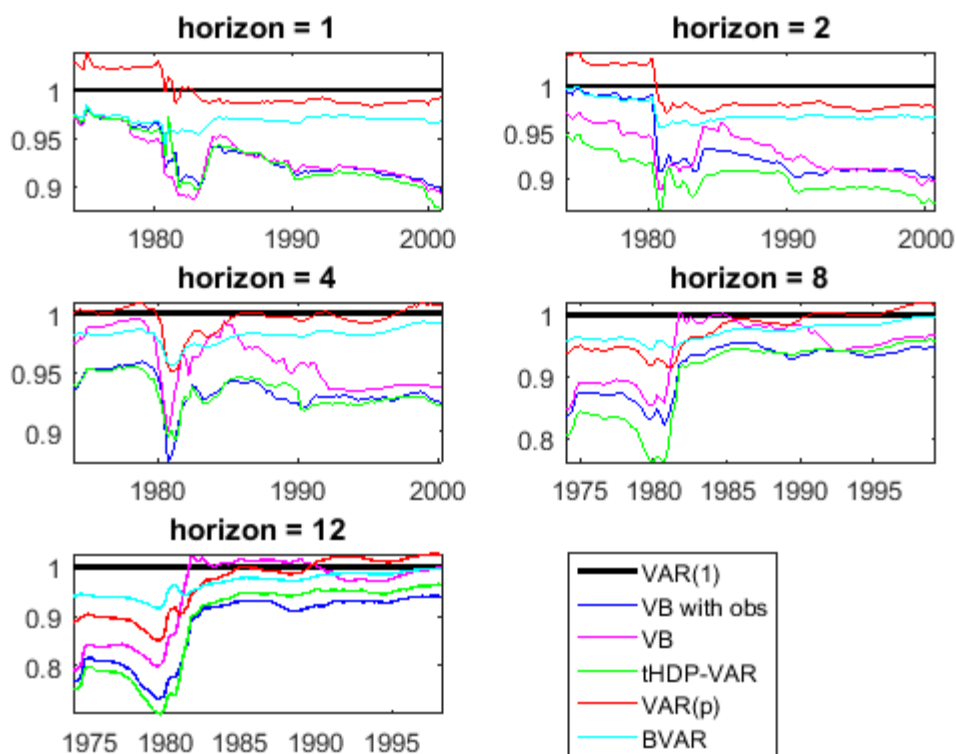 horizon = 1
1
0.95
0.9
1980 1990 2000
horizon = 2
1
0.95
0.9
1980 1990 2000
horizon = 4
1
0.95
0.9
1980 1990 2000
horizon = 8
1
0.9
0.8
1975 1980 1985 1990 1995
horizon = 12
1
0.9
0.8
1975 1980 1985 1990 1995
VAR(1)
VB with obs
VB
tHDP-VAR
VAR(p)
BVAR